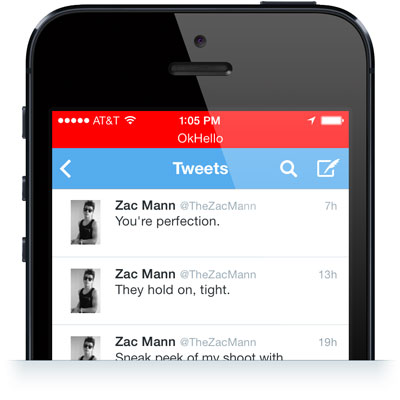 AT&T 1:05 PM
OkHello
Tweets
Zac Mann @TheZacMann 7h
You're perfection.
Zac Mann @TheZacMann 13h
They hold on, tight.
Zac Mann @TheZacMann 19h
Sneak peek of my shoot with